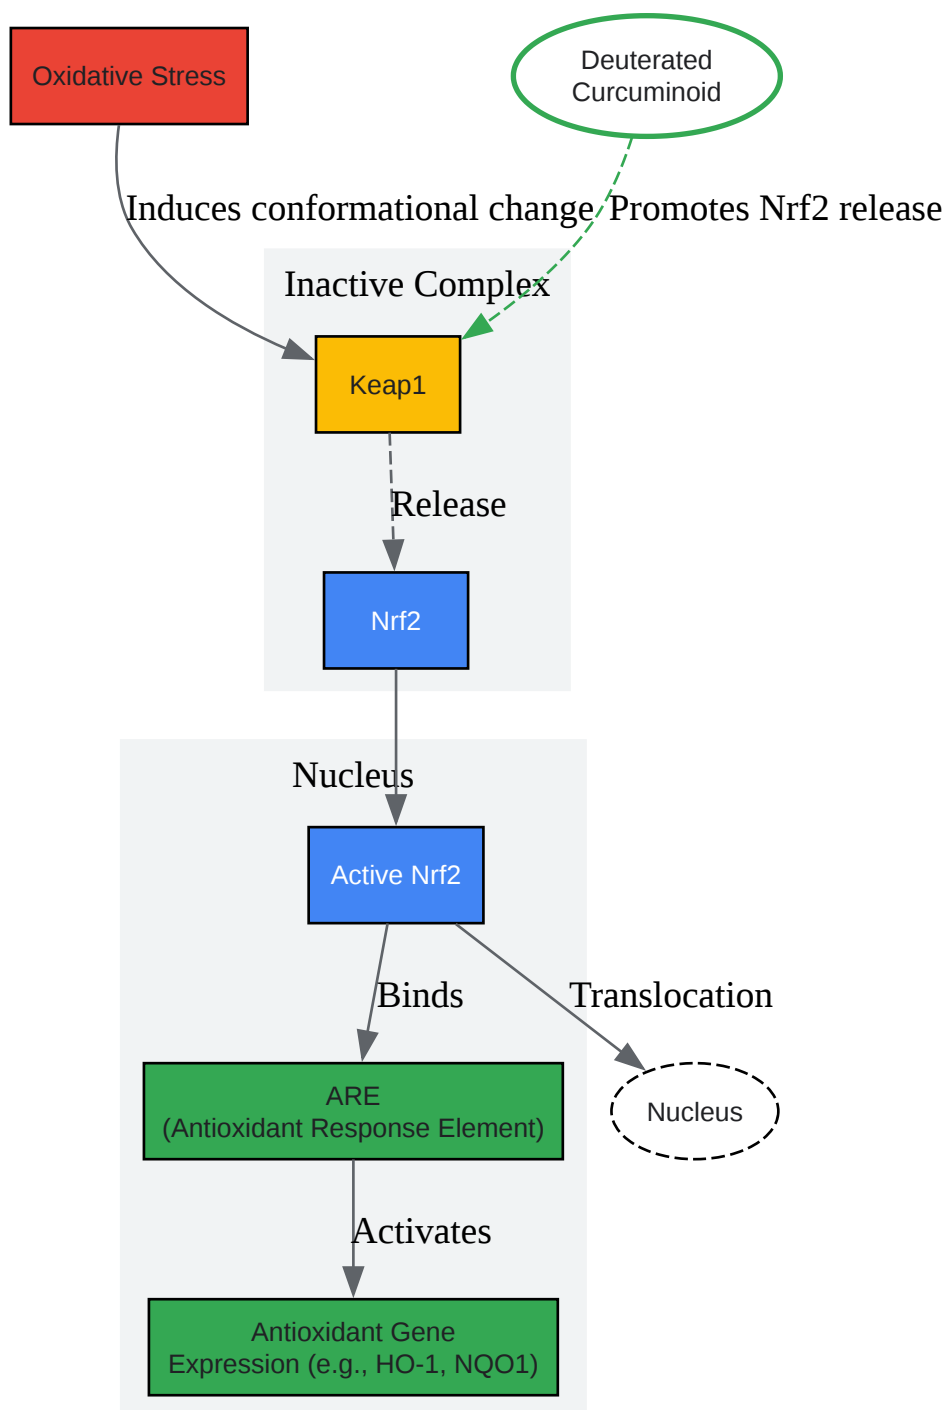 Oxidative Stress
Deuterated
Curcuminoid
Induces conformational change
Promotes Nrf2 release
Inactive Complex
Keap1
Release
Nrf2
Nucleus
Active Nrf2
Binds
Translocation
ARE
(Antioxidant Response Element)
Nucleus
Activates
Antioxidant Gene
Expression (e.g., HO-1, NQO1)